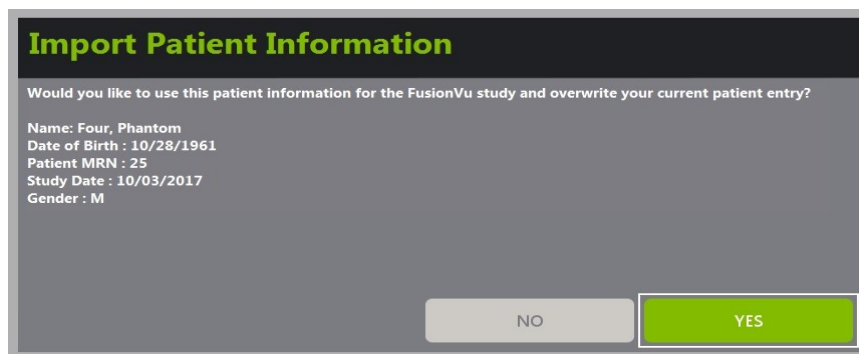 Import Patient Information
Would you like to use this patient information for the FusionVu study and overwrite your current patient entry?
Name: Four, Phantom
Date of Birth : 10/28/1961
Patient MRN : 25
Study Date : 10/03/2017
Gender : M
NO
YES